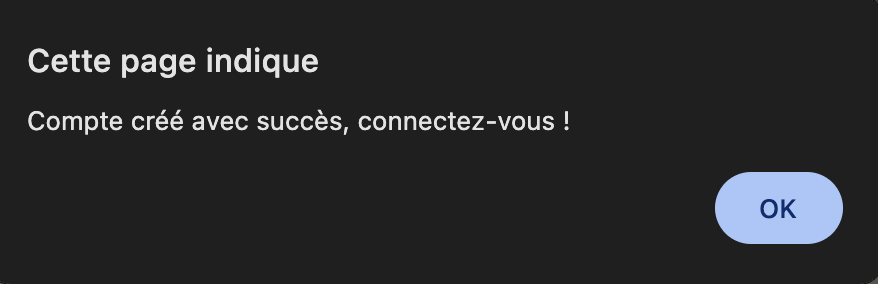 Cette page indique
Compte créé avec succès, connectez-vous !
OK